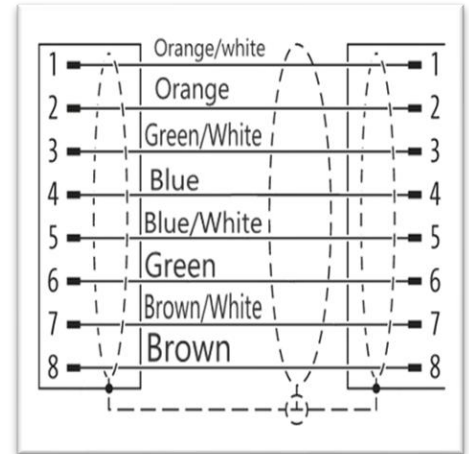 1 Orange/white 1
2 Orange 2
3 Green/White 3
4 Blue 4
5 Blue/White 5
6 Green 6
7 Brown/White 7
8 Brown 8